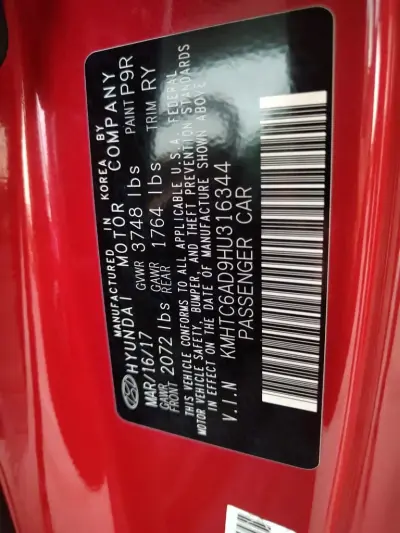 MANUFACTURED IN KOREA BY
HYUNDAI MOTOR COMPANY
MAR/16/17 GVWR 3748 lbs PAINT P9R
GAWR FRONT 2072 lbs GAWR REAR 1764 lbs TRIM RY
THIS VEHICLE CONFORMS TO ALL APPLICABLE U.S.A. FEDERAL
MOTOR VEHICLE SAFETY, BUMPER, AND THEFT PREVENTION STANDARDS
IN EFFECT ON THE DATE OF MANUFACTURE SHOWN ABOVE
V.I.N KMHTC6AD9HU316344
PASSENGER CAR